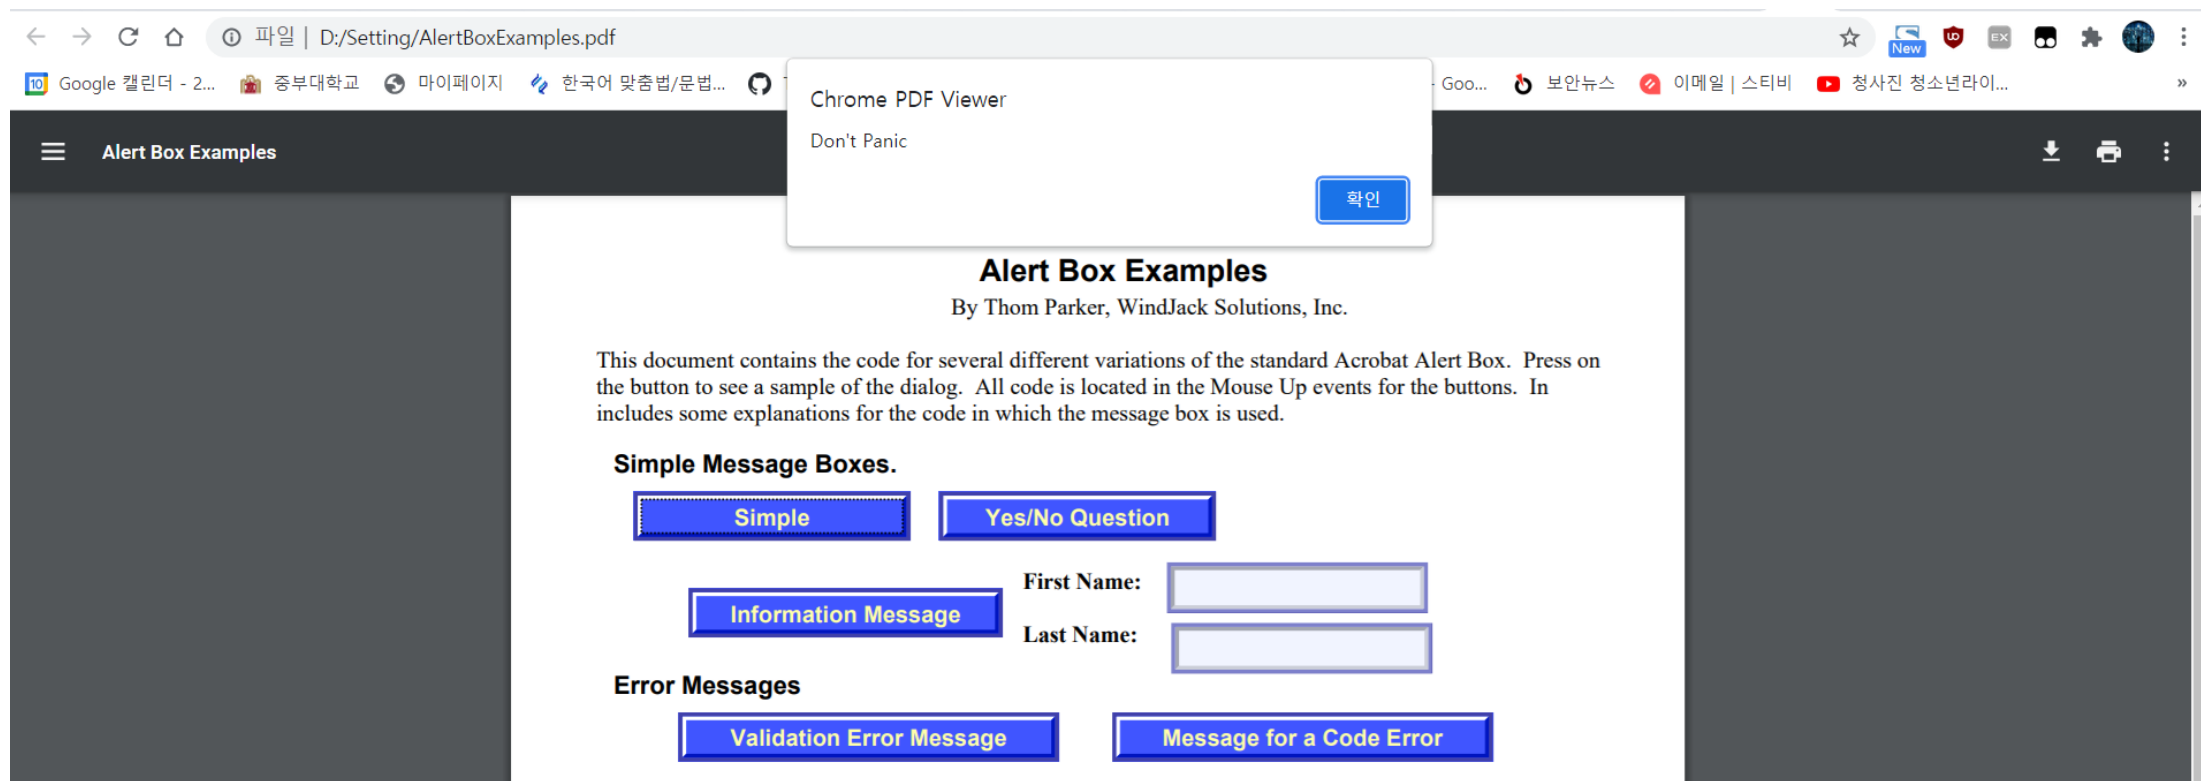 파일 | D:/Setting/AlertBoxExamples.pdf
New
UD
EX
10 Google 캘린더 - 2... 중부대학교 마이페이지 한국어 맞춤법/문법... Goo... 보안뉴스 이메일 | 스티비 청사진 청소년라이... »
Chrome PDF Viewer
Don't Panic
확인
Alert Box Examples
Alert Box Examples
By Thom Parker, WindJack Solutions, Inc.
This document contains the code for several different variations of the standard Acrobat Alert Box. Press on
the button to see a sample of the dialog. All code is located in the Mouse Up events for the buttons. In
includes some explanations for the code in which the message box is used.
Simple Message Boxes.
Simple Yes/No Question
First Name:
Information Message
Last Name:
Error Messages
Validation Error Message Message for a Code Error